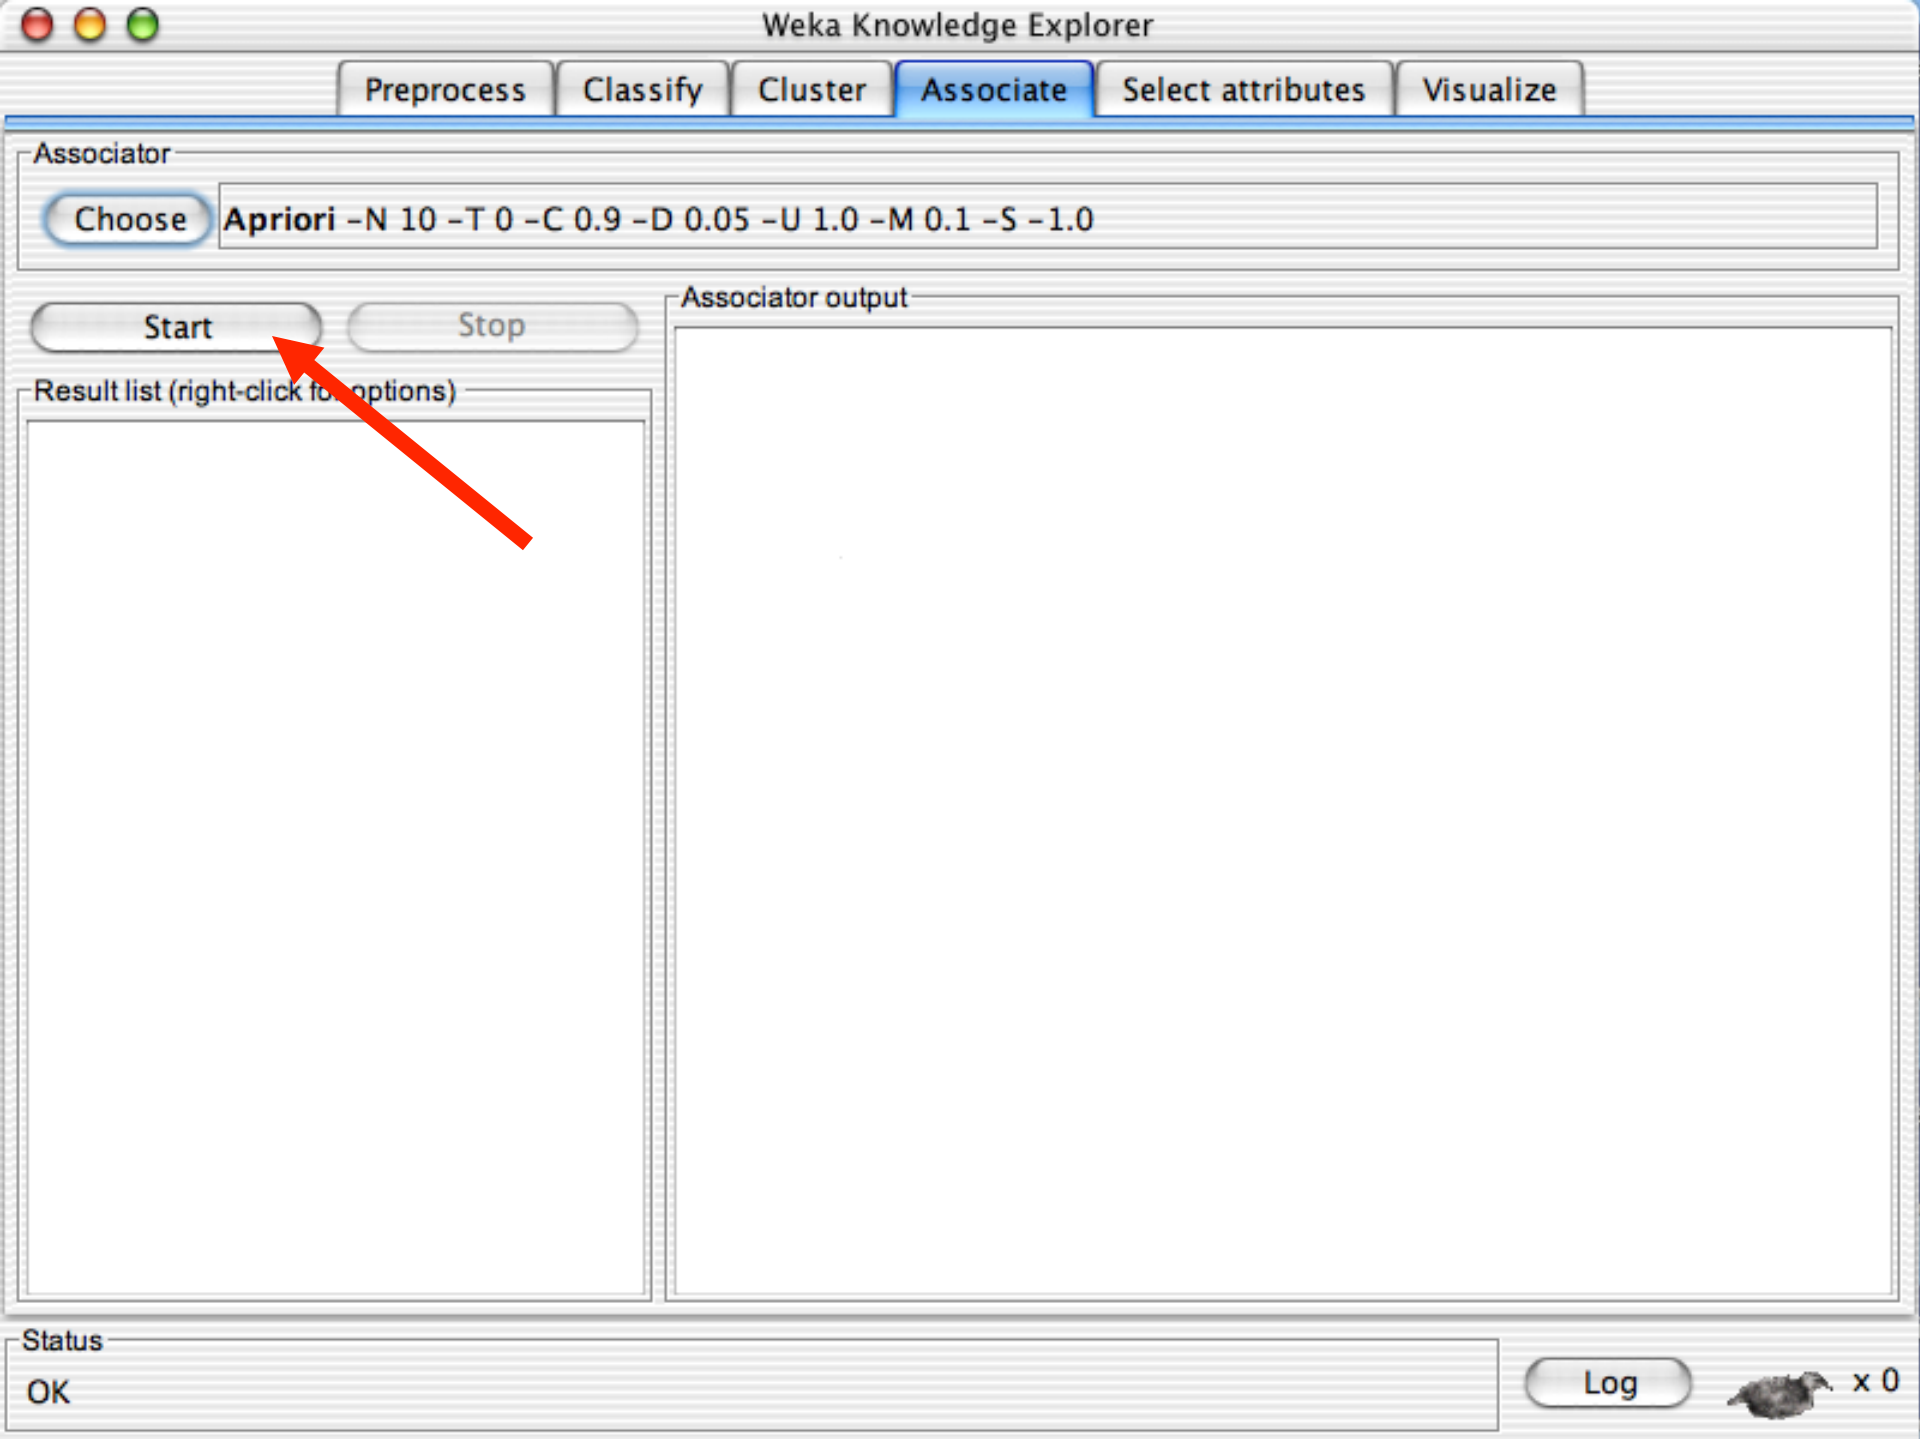 Weka Knowledge Explorer
Preprocess Classify Cluster Associate Select attributes Visualize
Associator
Choose Apriori -N 10 -T 0 -C 0.9 -D 0.05 -U 1.0 -M 0.1 -S -1.0
Start Stop
Associator output
Result list (right-click for options)
Status
OK
Log x 0